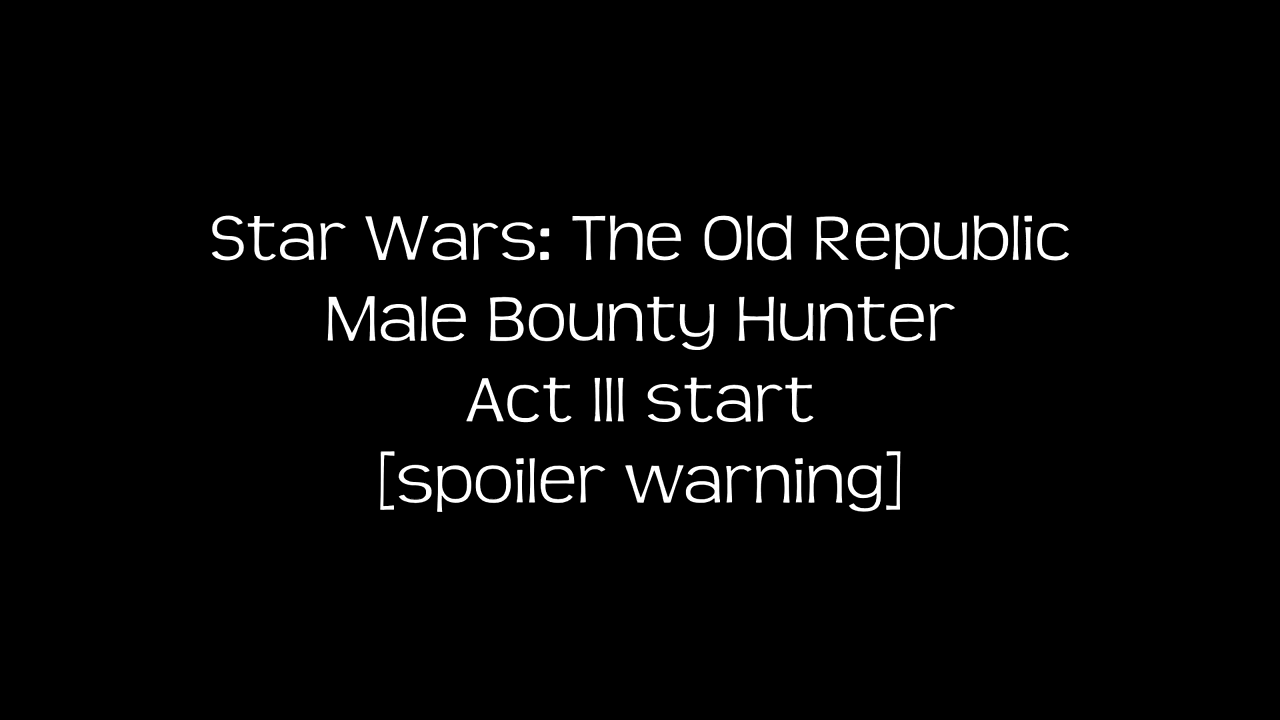 Star Wars: The Old Republic
Male Bounty Hunter
Act III start
[spoiler warning]